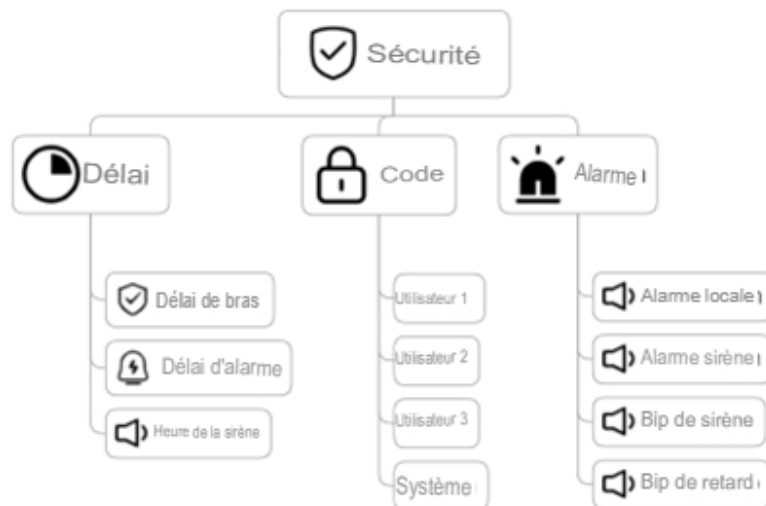 Sécurité
Délai
Code
Alarme
Délai de bras
Délai d'alarme
Heure de la sirène
Utilisateur 1
Utilisateur 2
Utilisateur 3
Système
Alarme locale
Alarme sirène
Bip de sirène
Bip de retard